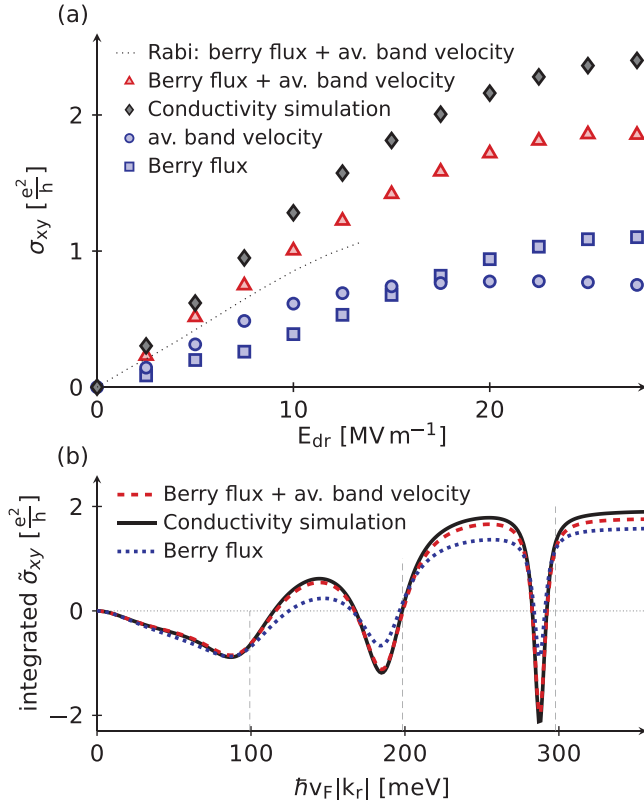 (a)
Rabi: berry flux + av. band velocity
Berry flux + av. band velocity
Conductivity simulation
av. band velocity
Berry flux
σxy [e²/h]
2
1
0
0 10 20
Edr [MV m⁻¹]
(b)
Berry flux + av. band velocity
Conductivity simulation
Berry flux
integrated σ̃xy [e²/h]
2
0
−2
0 100 200 300
ħvF|kr| [meV]